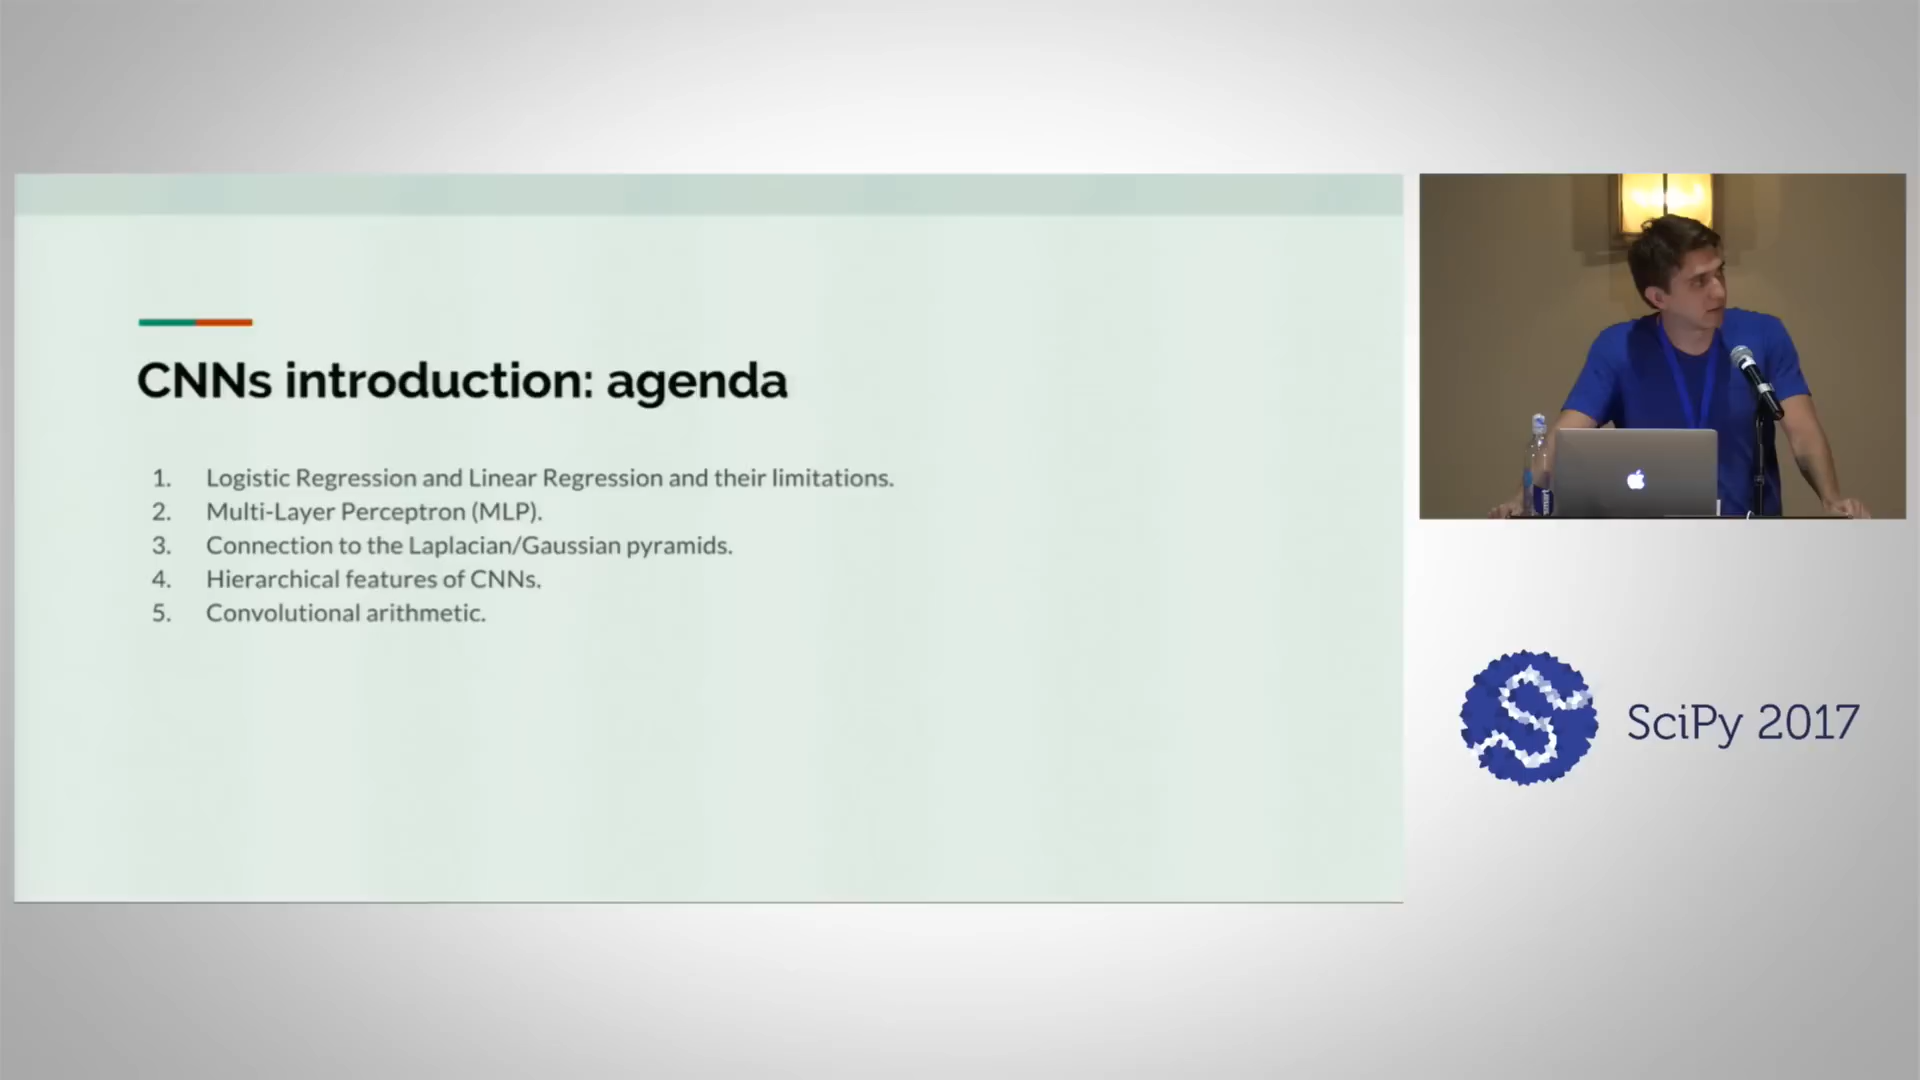 CNNs introduction: agenda
1. Logistic Regression and Linear Regression and their limitations.
2. Multi-Layer Perceptron (MLP).
3. Connection to the Laplacian/Gaussian pyramids.
4. Hierarchical features of CNNs.
5. Convolutional arithmetic.
smart
SciPy 2017